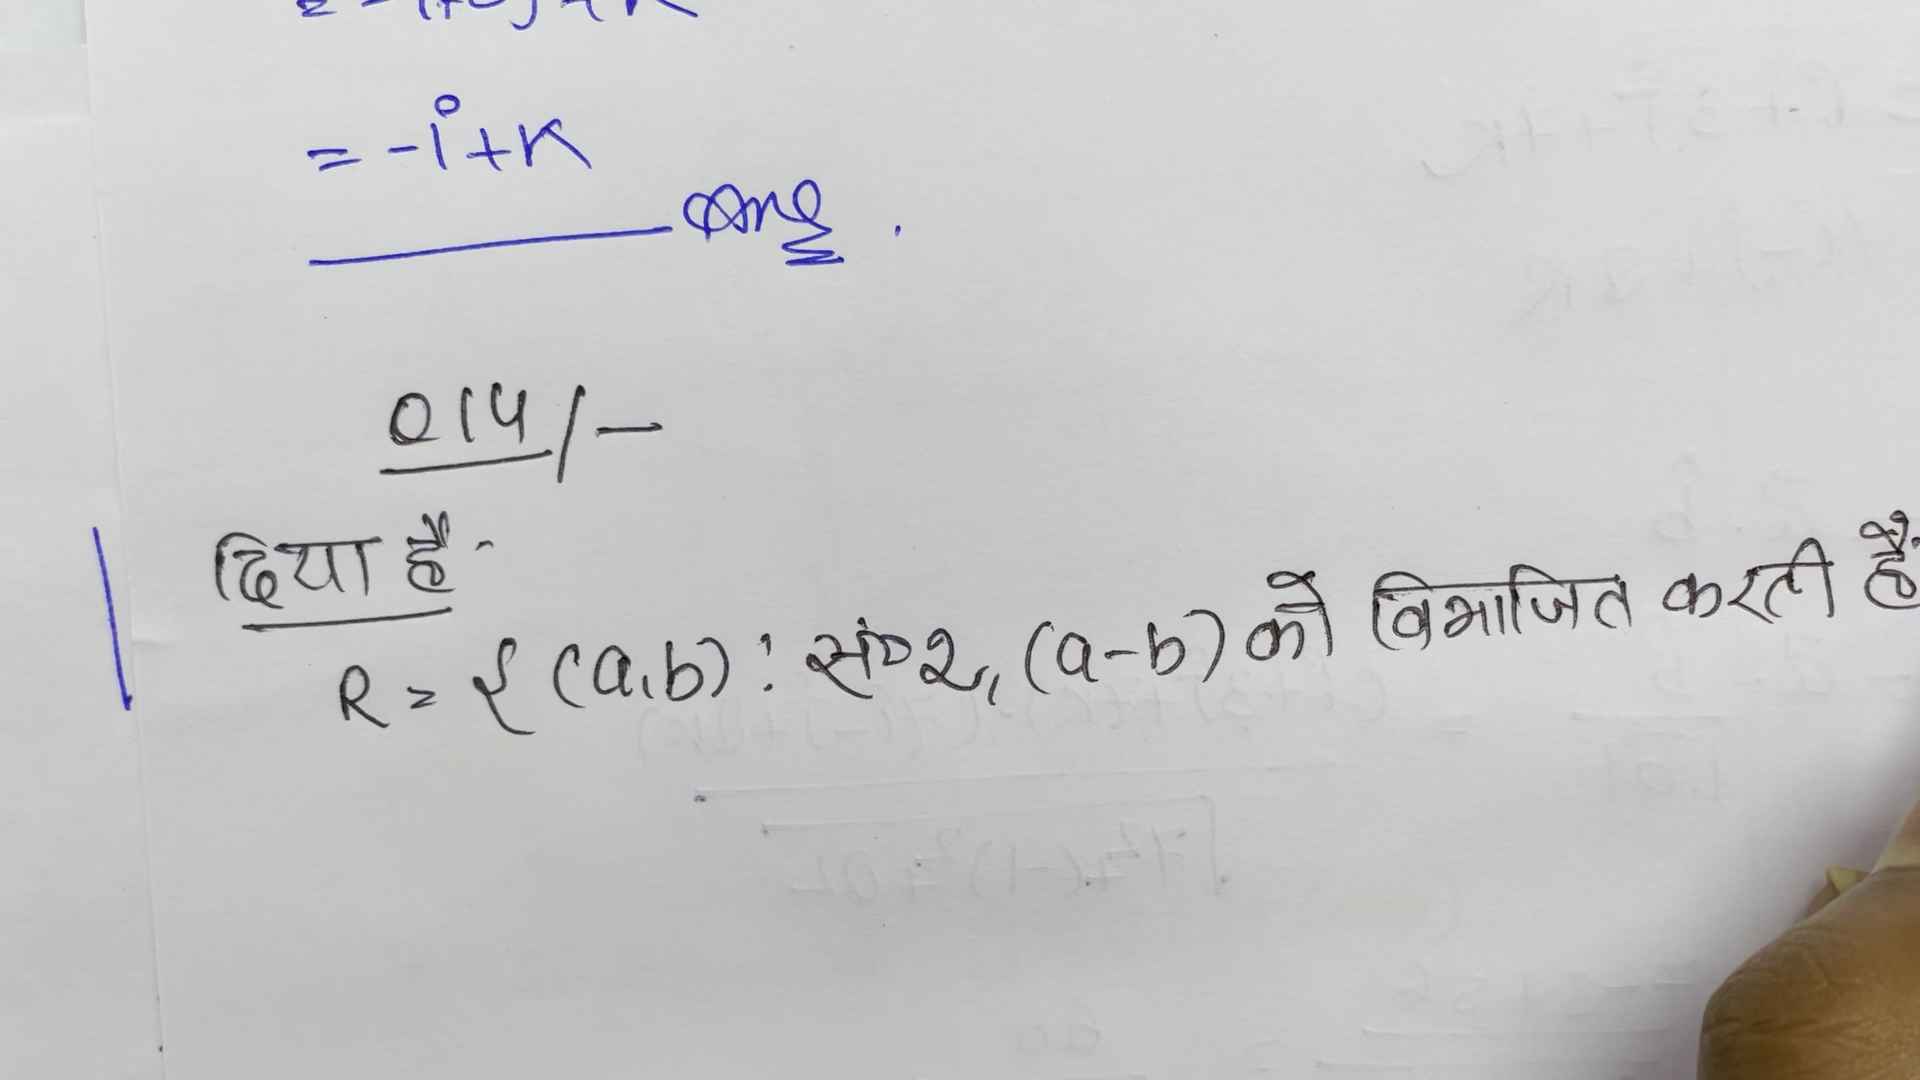 = -i+k
Ans
Q14/-
दिया है-
R = { (a,b) : संख्या 2, (a-b) को विभाजित करती है